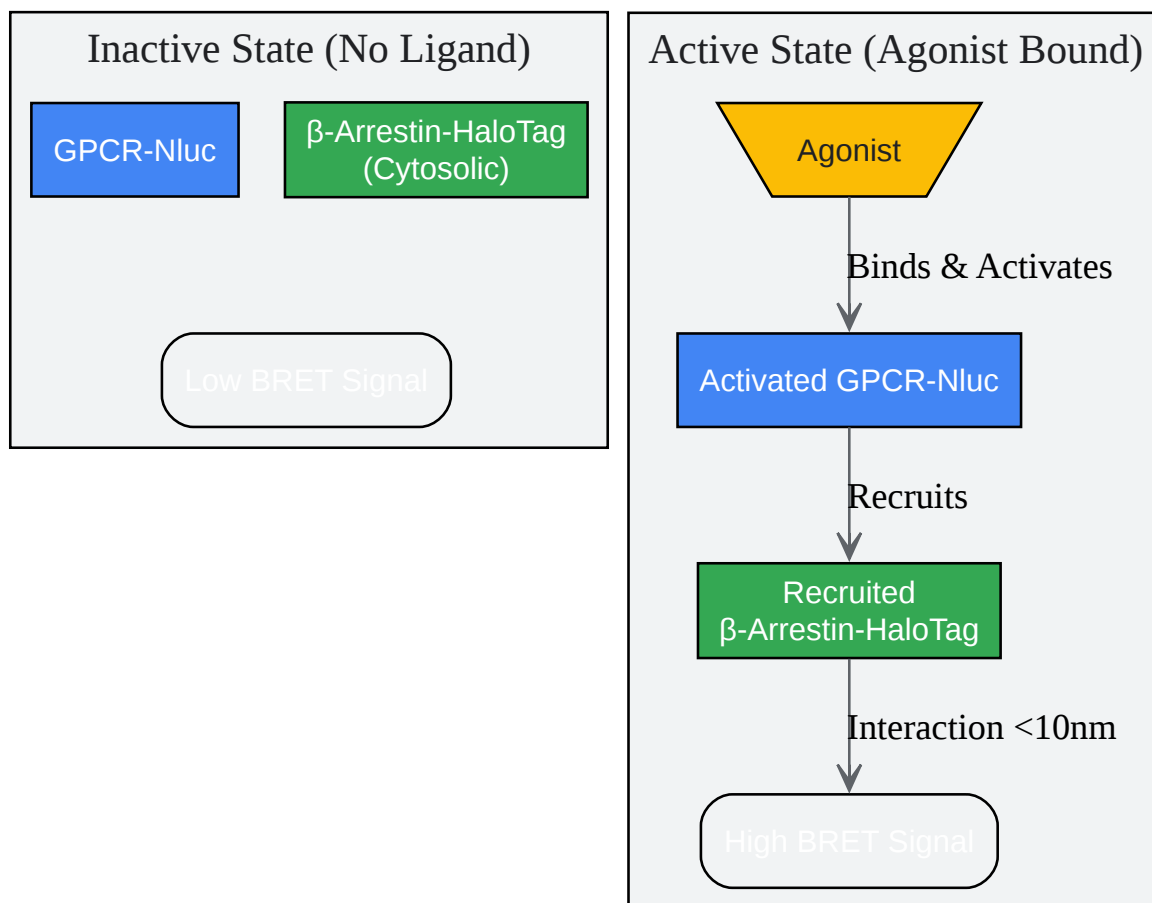 Inactive State (No Ligand)
GPCR-Nluc
β-Arrestin-HaloTag
(Cytosolic)
Low BRET Signal
Active State (Agonist Bound)
Agonist
Binds & Activates
Activated GPCR-Nluc
Recruits
Recruited
β-Arrestin-HaloTag
Interaction <10nm
High BRET Signal